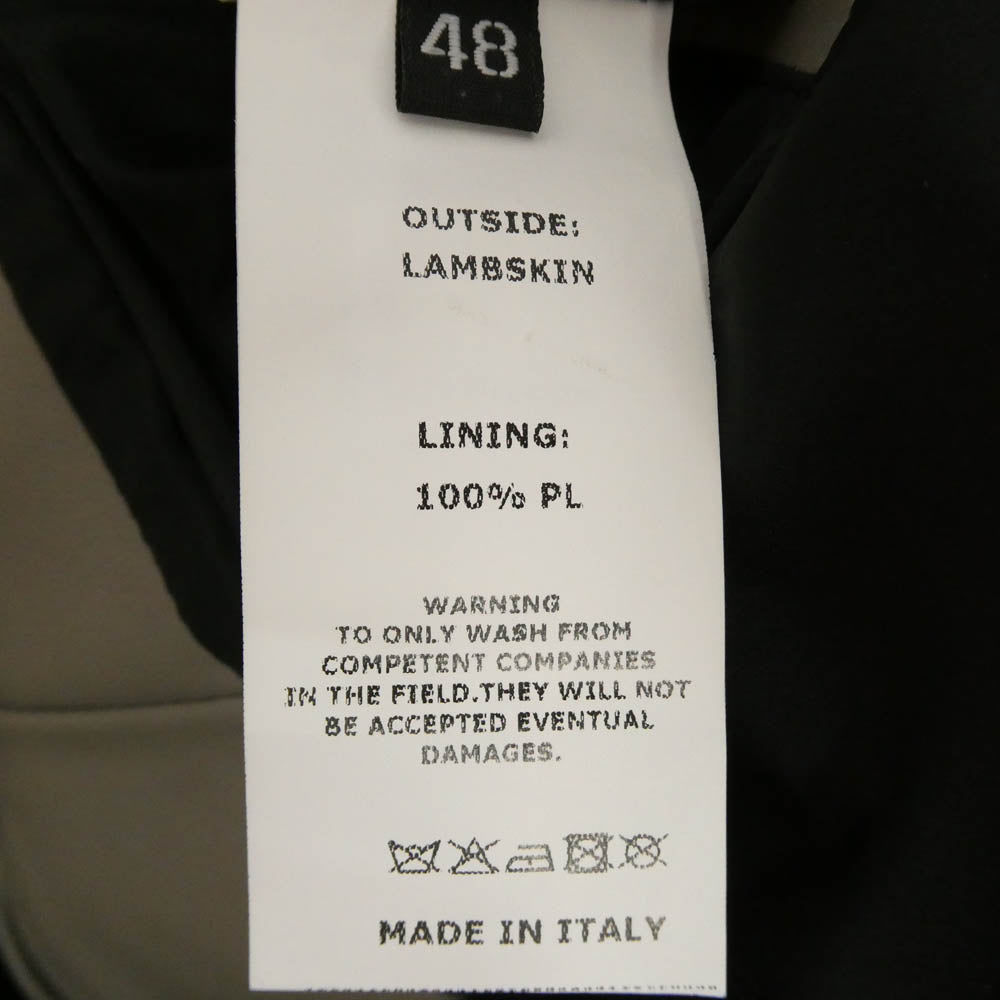 48
OUTSIDE:
LAMBSKIN
LINING:
100% PL
WARNING
TO ONLY WASH FROM
COMPETENT COMPANIES
IN THE FIELD.THEY WILL NOT
BE ACCEPTED EVENTUAL
DAMAGES.
MADE IN ITALY